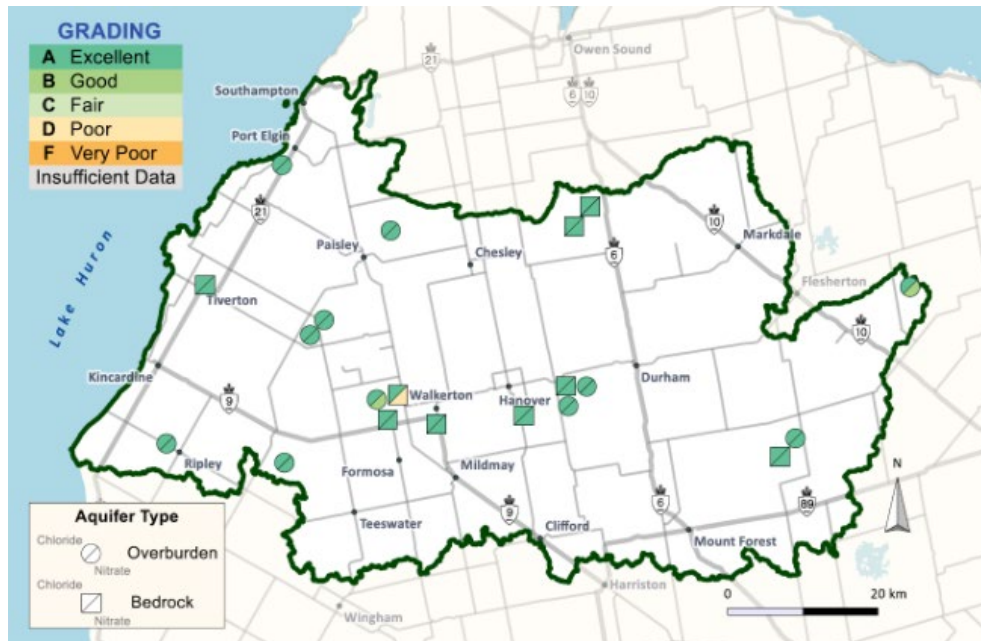 GRADING
A Excellent
B Good
C Fair
D Poor
F Very Poor
Insufficient Data
Owen Sound
21
6 10
Southampton
Port Elgin
21
10
Markdale
Paisley
Chesley
6
Lake Huron
Flesherton
Tiverton
10
Kincardine
Durham
9
Walkerton
Hanover
Ripley
Formosa
Mildmay
N
89
Teeswater
9
6
Clifford
Mount Forest
Aquifer Type
Chloride
Overburden
Nitrate
Chloride
Bedrock
Nitrate
Harriston
Wingham
0 20 km